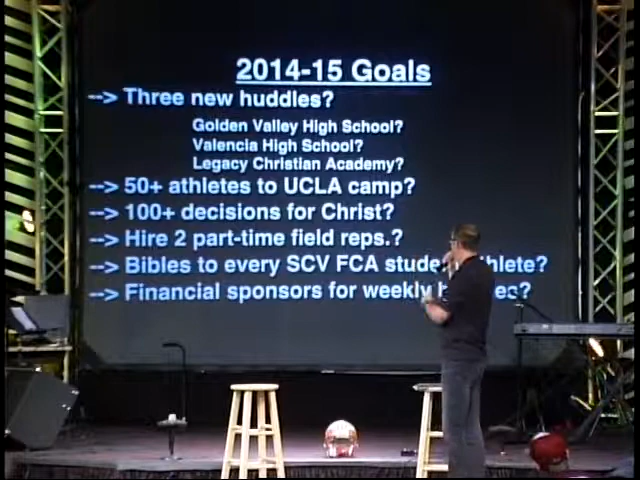 2014-15 Goals
--> Three new huddles?
Golden Valley High School?
Valencia High School?
Legacy Christian Academy?
--> 50+ athletes to UCLA camp?
--> 100+ decisions for Christ?
--> Hire 2 part-time field reps.?
--> Bibles to every SCV FCA
--> Financial sponsors for weekly